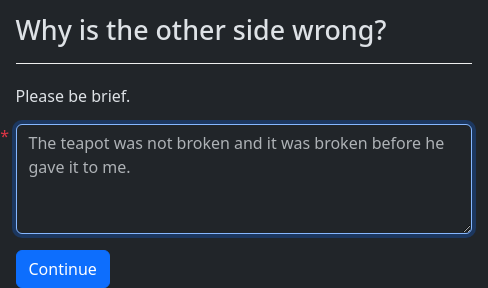 Why is the other side wrong?
Please be brief.
*
The teapot was not broken and it was broken before he
gave it to me.
Continue